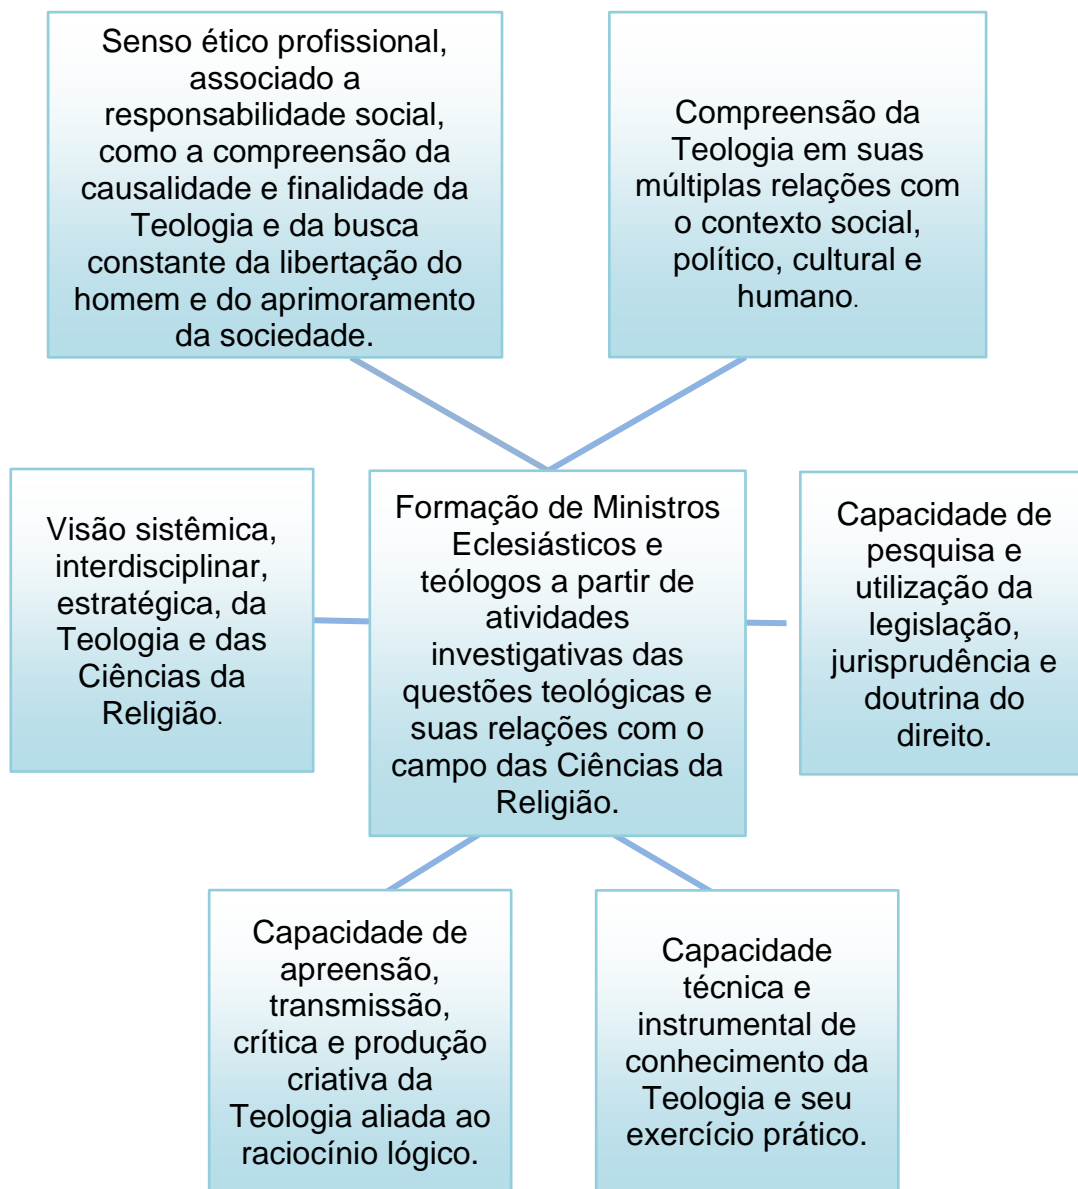 Senso ético profissional,
associado a
responsabilidade social,
como a compreensão da
causalidade e finalidade da
Teologia e da busca
constante da libertação do
homem e do aprimoramento
da sociedade.
Compreensão da
Teologia em suas
múltiplas relações com
o contexto social,
político, cultural e
humano.
Visão sistêmica,
interdisciplinar,
estratégica, da
Teologia e das
Ciências da
Religião.
Formação de Ministros
Eclesiásticos e
teólogos a partir de
atividades
investigativas das
questões teológicas e
suas relações com o
campo das Ciências da
Religião.
Capacidade de
pesquisa e
utilização da
legislação,
jurisprudência e
doutrina do
direito.
Capacidade de
apreensão,
transmissão,
crítica e produção
criativa da
Teologia aliada ao
raciocínio lógico.
Capacidade
técnica e
instrumental de
conhecimento da
Teologia e seu
exercício prático.